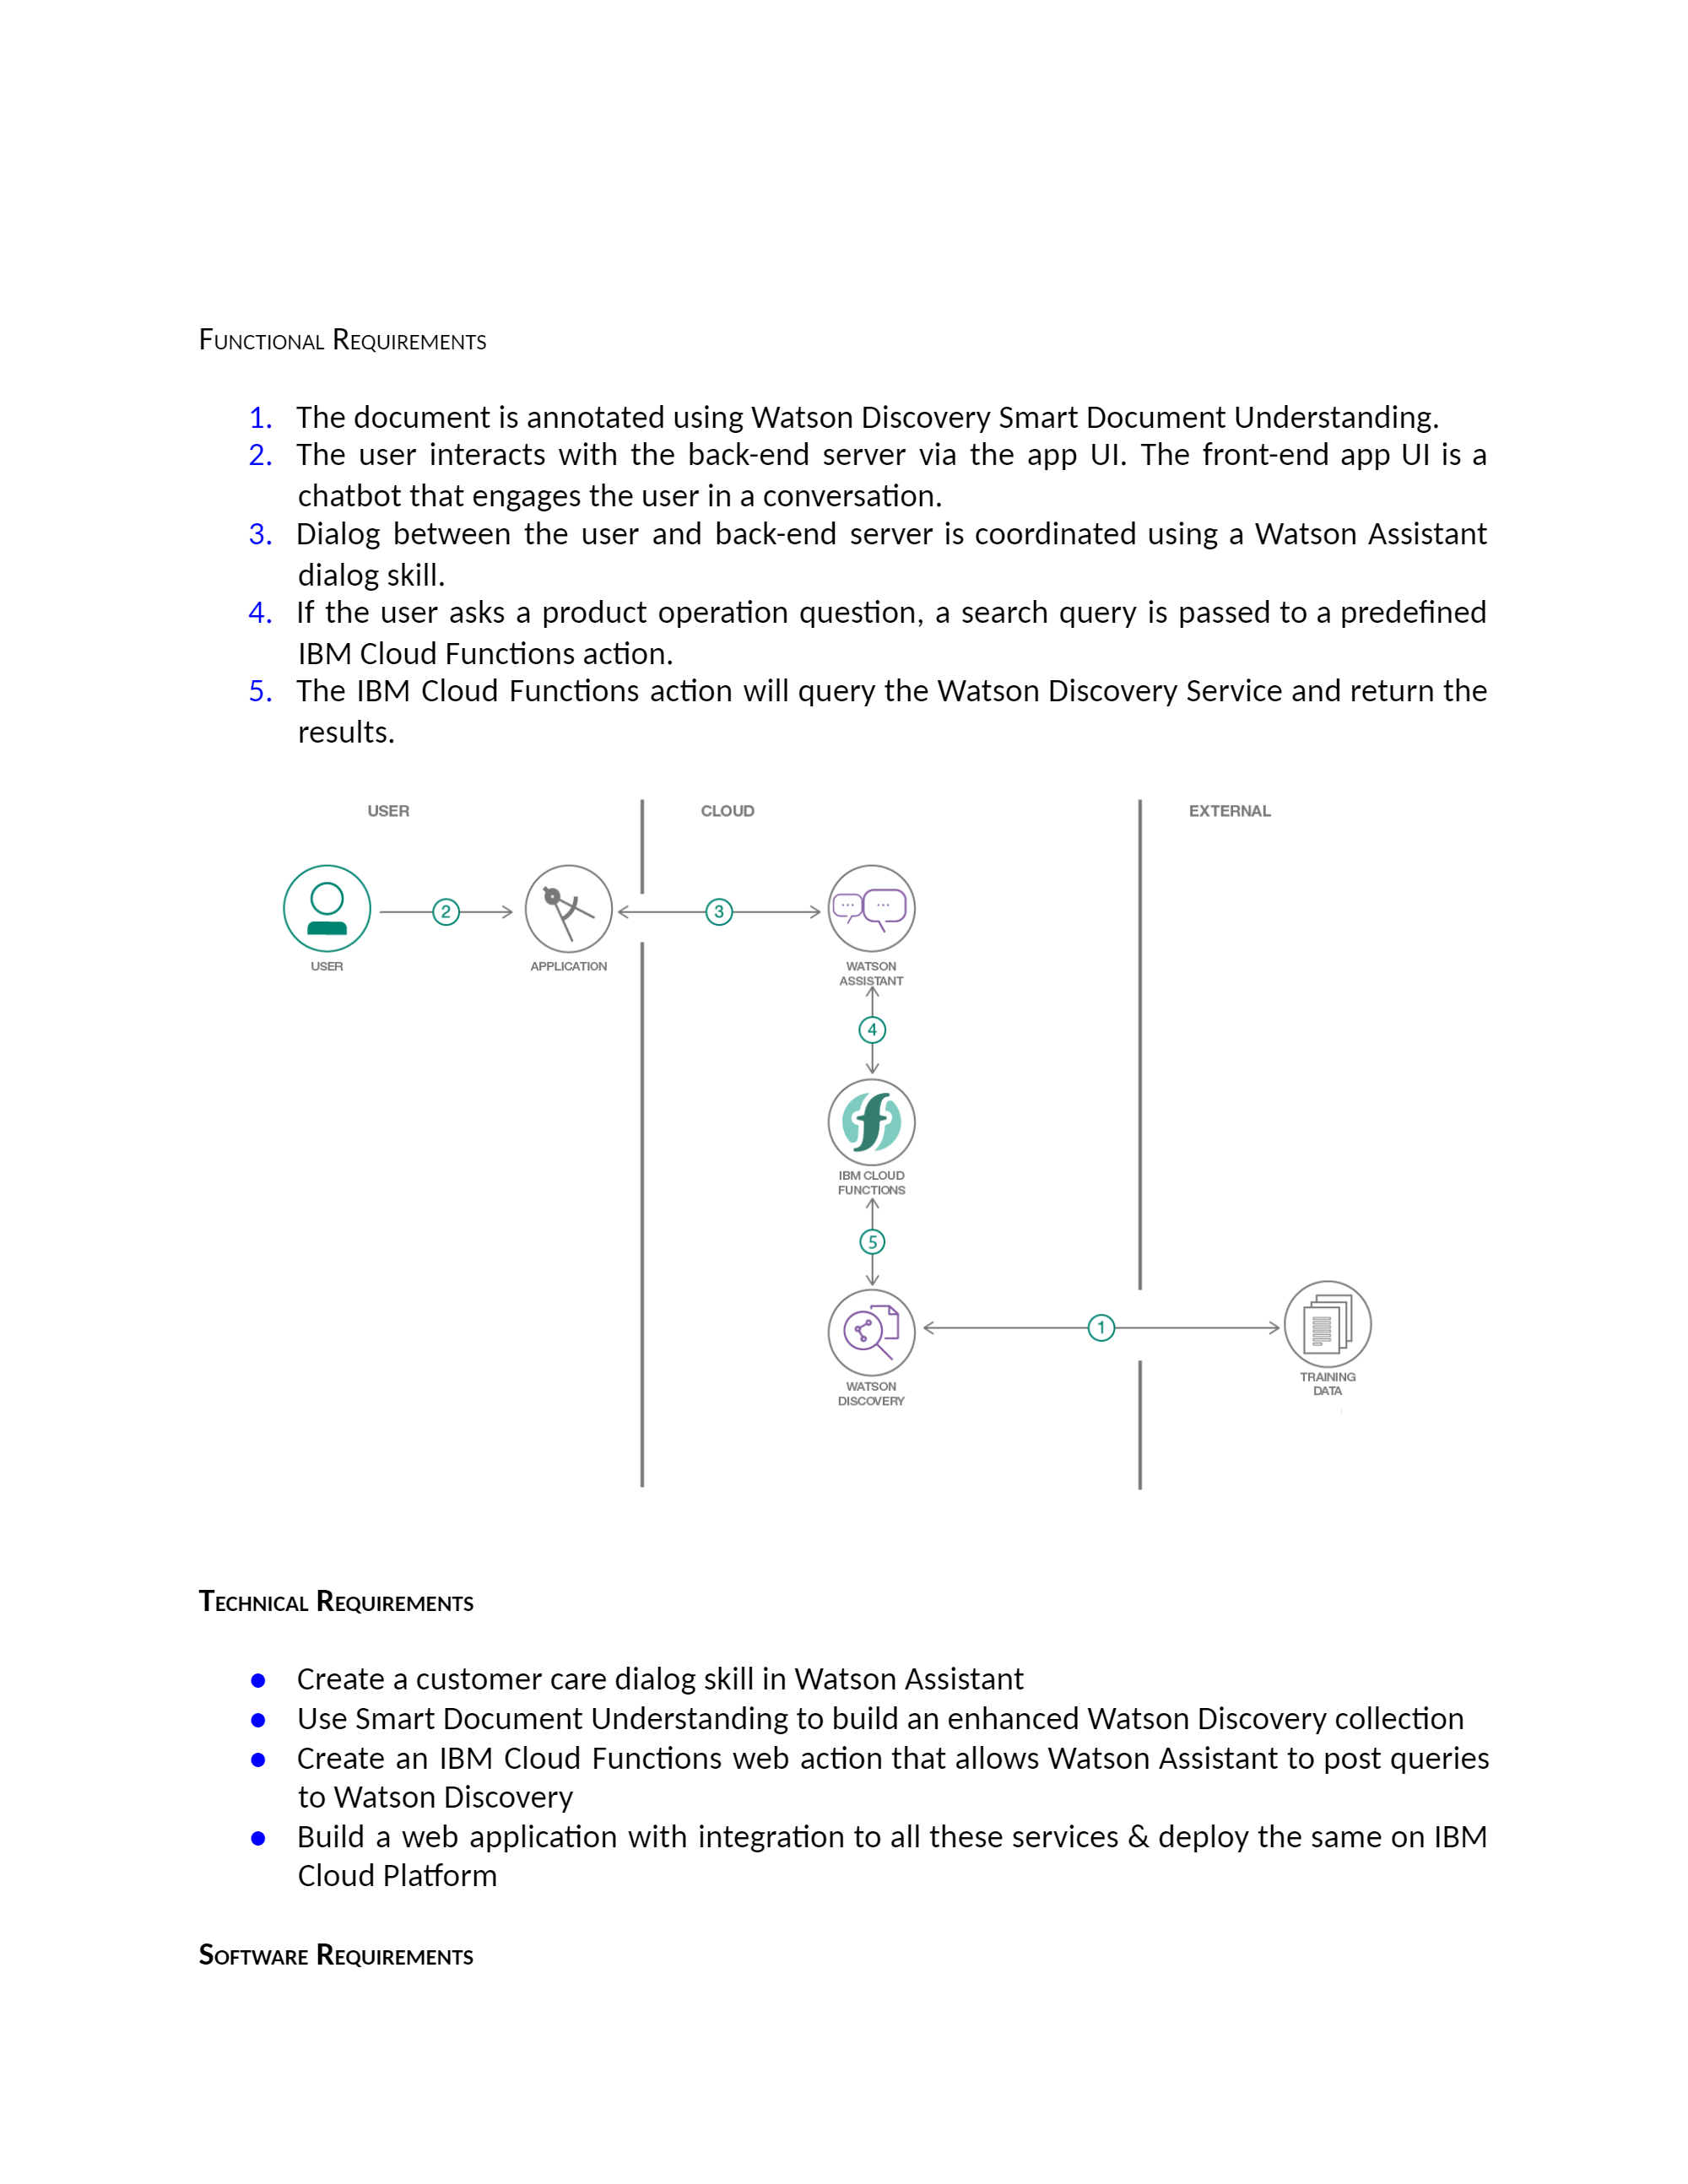 Functional Requirements
1. The document is annotated using Watson Discovery Smart Document Understanding.
2. The user interacts with the back-end server via the app UI. The front-end app UI is a
chatbot that engages the user in a conversation.
3. Dialog between the user and back-end server is coordinated using a Watson Assistant
dialog skill.
4. If the user asks a product operation question, a search query is passed to a predefined
IBM Cloud Functions action.
5. The IBM Cloud Functions action will query the Watson Discovery Service and return the
results.
USER CLOUD EXTERNAL
2 3
USER APPLICATION WATSON
ASSISTANT
4
IBM CLOUD
FUNCTIONS
5
1
WATSON
DISCOVERY
TRAINING
DATA
Technical Requirements
● Create a customer care dialog skill in Watson Assistant
● Use Smart Document Understanding to build an enhanced Watson Discovery collection
● Create an IBM Cloud Functions web action that allows Watson Assistant to post queries
to Watson Discovery
● Build a web application with integration to all these services & deploy the same on IBM
Cloud Platform
Software Requirements